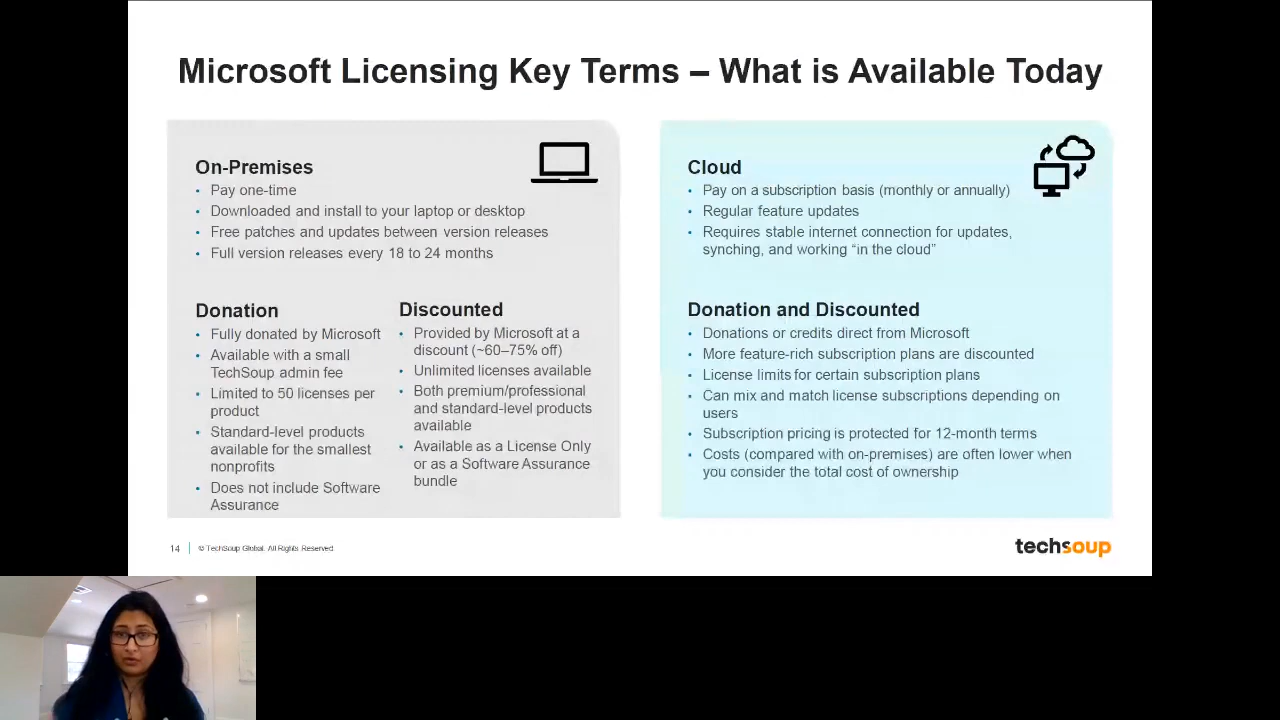 Microsoft Licensing Key Terms – What is Available Today
On-Premises
• Pay one-time
• Downloaded and install to your laptop or desktop
• Free patches and updates between version releases
• Full version releases every 18 to 24 months
Donation
• Fully donated by Microsoft
• Available with a small
TechSoup admin fee
• Limited to 50 licenses per
product
• Standard-level products
available for the smallest
nonprofits
• Does not include Software
Assurance
Discounted
• Provided by Microsoft at a
discount (~60–75% off)
• Unlimited licenses available
• Both premium/professional
and standard-level products
available
• Available as a License Only
or as a Software Assurance
bundle
Cloud
• Pay on a subscription basis (monthly or annually)
• Regular feature updates
• Requires stable internet connection for updates,
synching, and working “in the cloud”
Donation and Discounted
• Donations or credits direct from Microsoft
• More feature-rich subscription plans are discounted
• License limits for certain subscription plans
• Can mix and match license subscriptions depending on
users
• Subscription pricing is protected for 12-month terms
• Costs (compared with on-premises) are often lower when
you consider the total cost of ownership
14 | © TechSoup Global. All Rights Reserved
techsoup